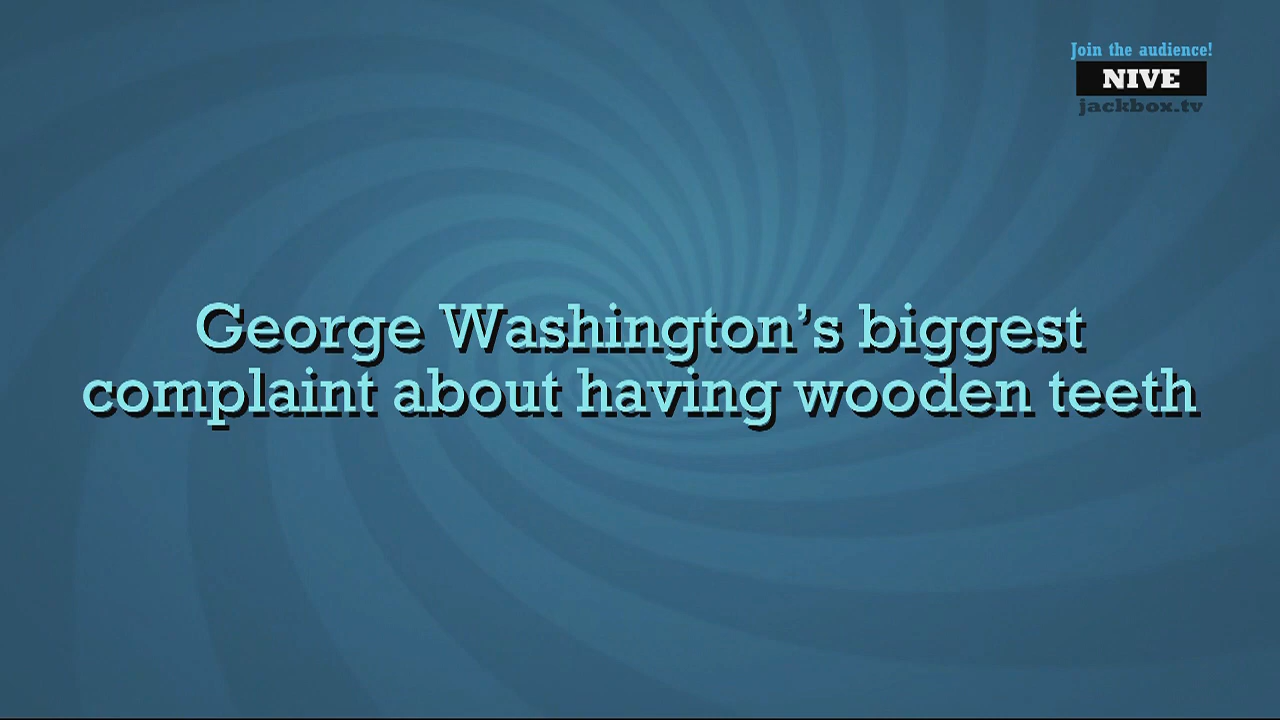 Join the audience!
NIVE
jackbox.tv
George Washington's biggest
complaint about having wooden teeth